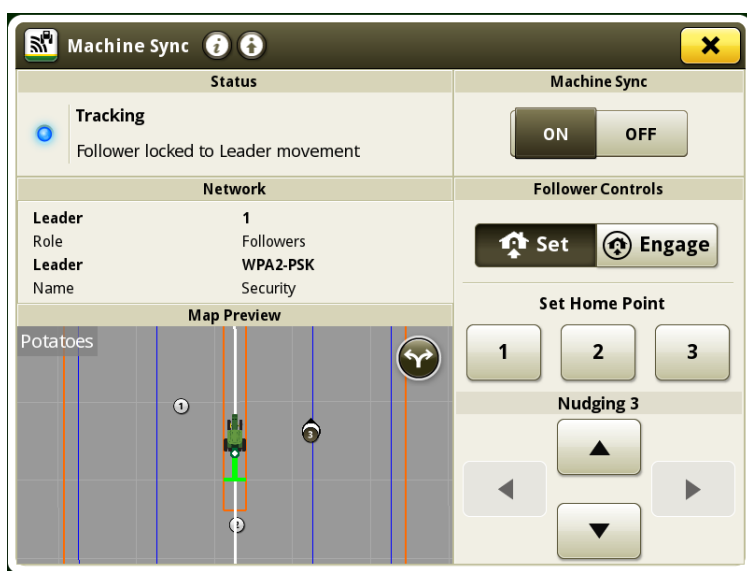 Machine Sync
Status
Machine Sync
Tracking
Follower locked to Leader movement
ON OFF
Network
Follower Controls
Leader 1
Role Followers
Leader WPA2-PSK
Name Security
Set Engage
Set Home Point
1 2 3
Map Preview
Potatoes
1
3
Nudging 3